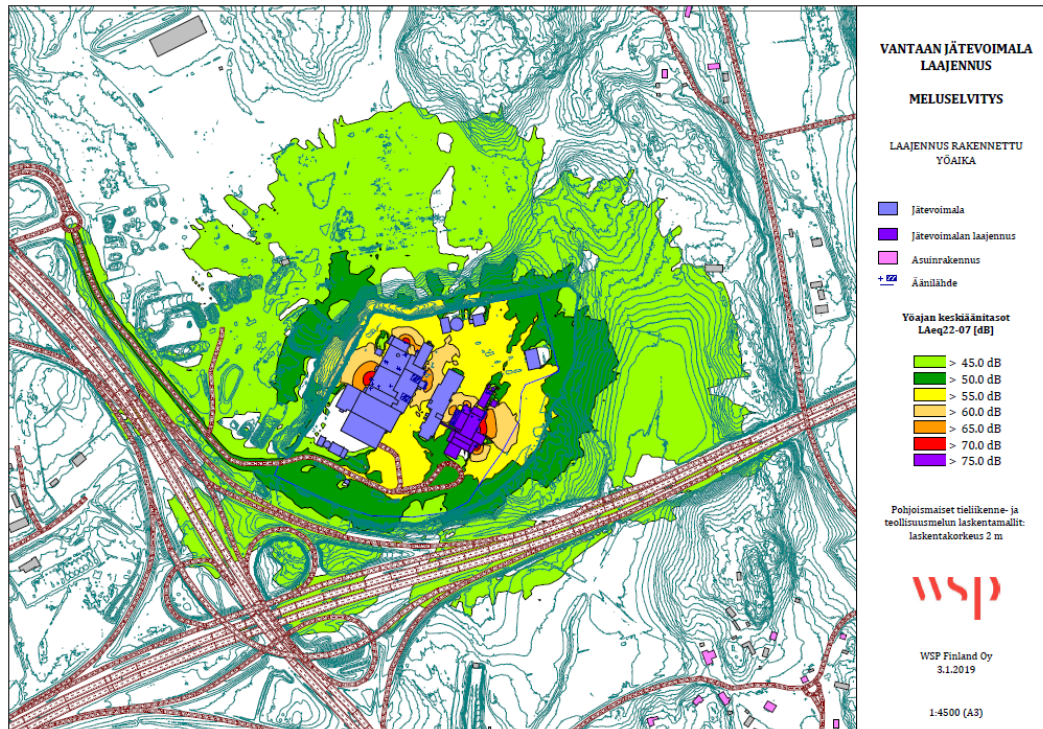 VANTAAN JÄTEVOIMALA
LAAJENNUS
MELUSELVITYS
LAAJENNUS RAKENNETTU
YÖAIKA
Jätevoimala
Jätevoimalan laajennus
Asuinrakennus
Äänilähde
Yöajan keskiäänitasot
LAeq22-07 [dB]
> 45.0 dB
> 50.0 dB
> 55.0 dB
> 60.0 dB
> 65.0 dB
> 70.0 dB
> 75.0 dB
Pohjoismaiset tieliikenne- ja
teollisuusmelun laskentamallit:
laskentakorkeus 2 m
wsp
WSP Finland Oy
3.1.2019
1:4500 (A3)